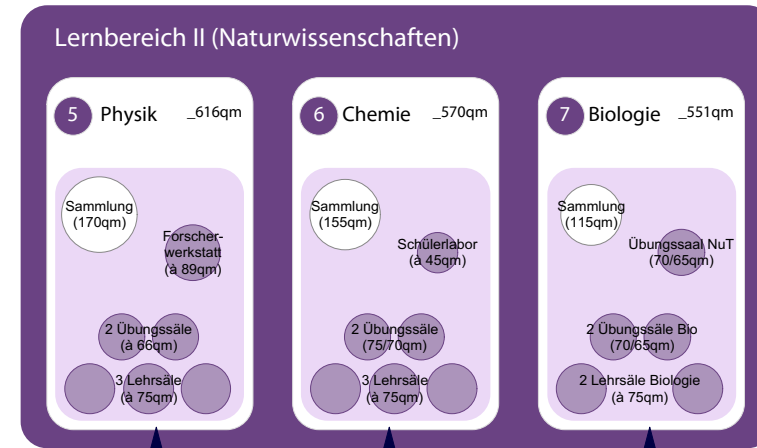 Lernbereich II (Naturwissenschaften)
5 Physik _616qm
Sammlung
(170qm)
Forscher-
werkstatt
(à 89qm)
2 Übungssäle
(à 66qm)
3 Lehrsäle
(à 75qm)
6 Chemie _570qm
Sammlung
(155qm)
Schülerlabor
(à 45qm)
2 Übungssäle
(75/70qm)
3 Lehrsäle
(à 75qm)
7 Biologie _551qm
Sammlung
(115qm)
Übungssaal NuT
(70/65qm)
2 Übungssäle Bio
(70/65qm)
2 Lehrsäle Biologie
(à 75qm)